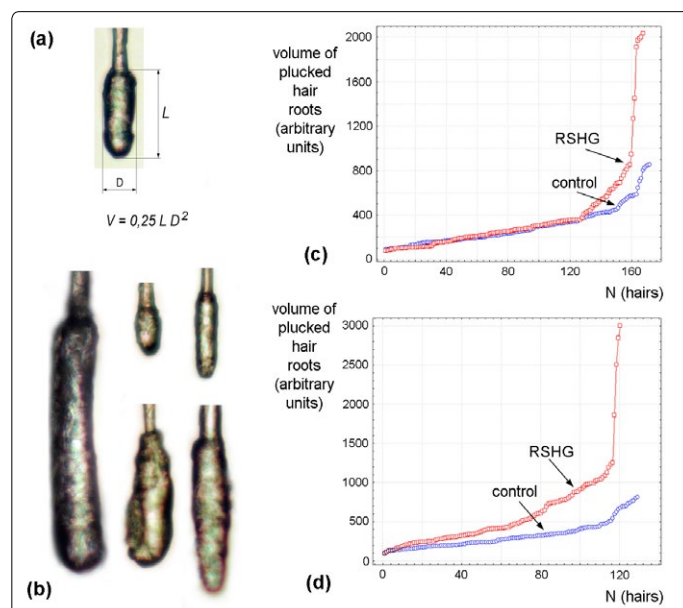 (a)
L
D
V = 0,25 L D²
(b)
volume of
plucked
hair
roots
(arbitrary
units)
2000
1600
1200
800
400
0
RSHG
control
(c)
0
40
80
120
160
N (hairs)
volume of
plucked
hair
roots
(arbitrary
units)
3000
2500
2000
1500
1000
500
0
RSHG
control
(d)
0
40
80
120
N (hairs)